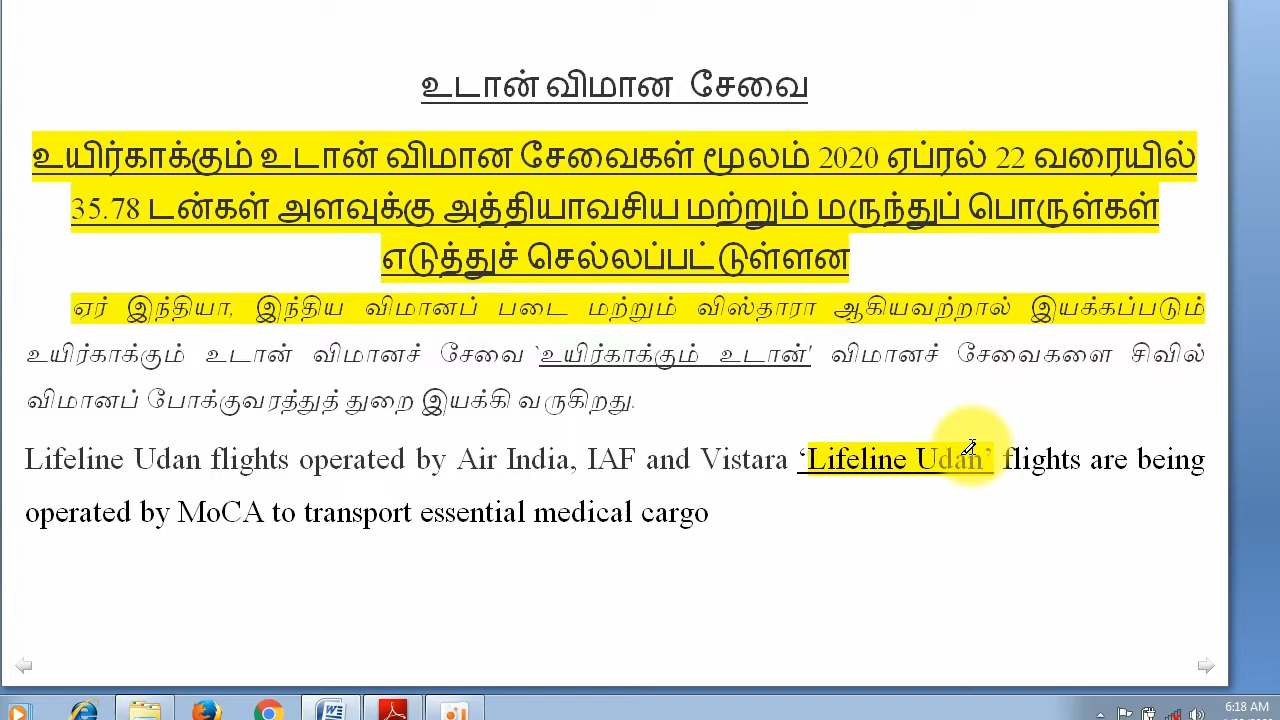 உடான் விமான சேவை
உயிர்காக்கும் உடான் விமான சேவைகள் மூலம் 2020 ஏப்ரல் 22 வரையில்
35.78 டன்கள் அளவுக்கு அத்தியாவசிய மற்றும் மருந்துப் பொருள்கள்
எடுத்துச் செல்லப்பட்டுள்ளன
ஏர் இந்தியா, இந்திய விமானப் படை மற்றும் விஸ்தாரா ஆகியவற்றால் இயக்கப்படும்
உயிர்காக்கும் உடான் விமானச் சேவை `உயிர்காக்கும் உடான்' விமானச் சேவைகளை சிவில்
விமானப் போக்குவரத்துத் துறை இயக்கி வருகிறது.
Lifeline Udan flights operated by Air India, IAF and Vistara ‘Lifeline Udan’ flights are being
operated by MoCA to transport essential medical cargo
6:18 AM